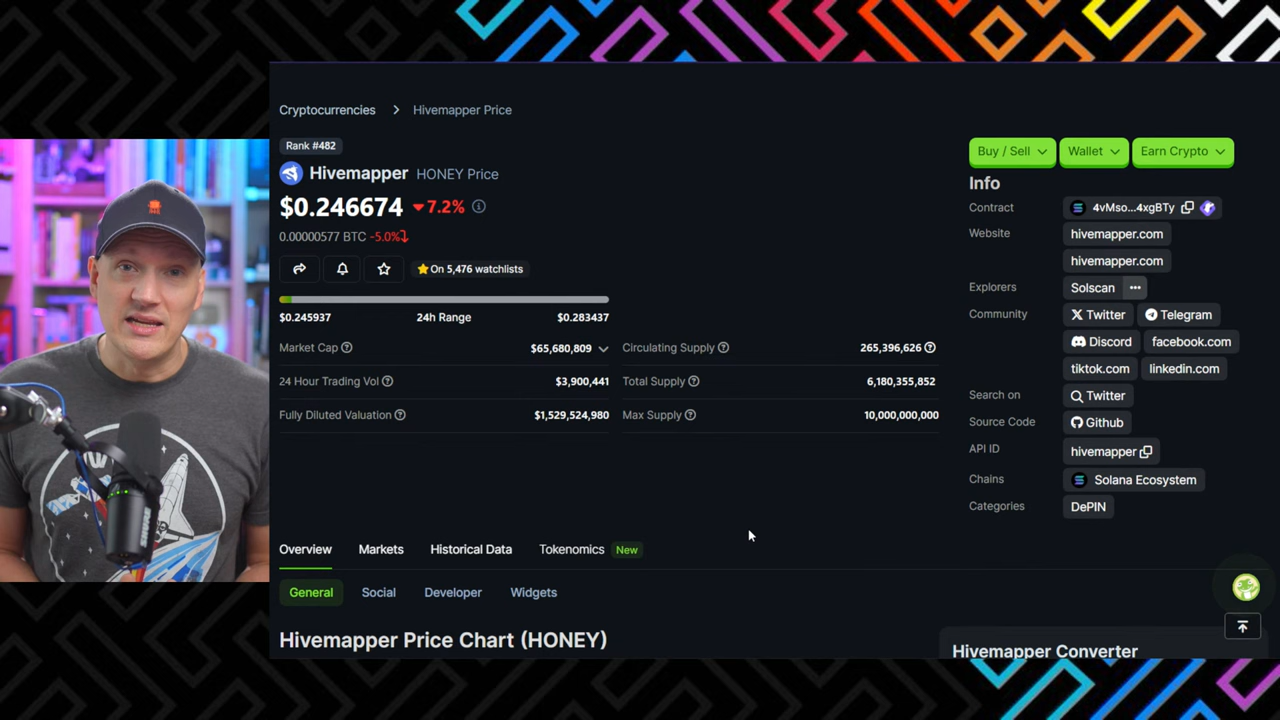 Cryptocurrencies > Hivemapper Price
Rank #482
Hivemapper HONEY Price
$0.246674 7.2%
0.00000577 BTC -5.0%
On 5,476 watchlists
$0.245937 24h Range $0.283437
Market Cap $65,680,809
24 Hour Trading Vol $3,900,441
Fully Diluted Valuation $1,529,524,980
Circulating Supply 265,396,626
Total Supply 6,180,355,852
Max Supply 10,000,000,000
Buy / Sell Wallet Earn Crypto
Info
Contract 4vMso...4xgBTy
Website hivemapper.com
hivemapper.com
Explorers Solscan
Community Twitter Telegram
Discord facebook.com
tiktok.com linkedin.com
Search on Twitter
Source Code Github
API ID hivemapper
Chains Solana Ecosystem
Categories DePIN
Overview Markets Historical Data Tokenomics New
General Social Developer Widgets
Hivemapper Price Chart (HONEY)
Hivemapper Converter
SHURE